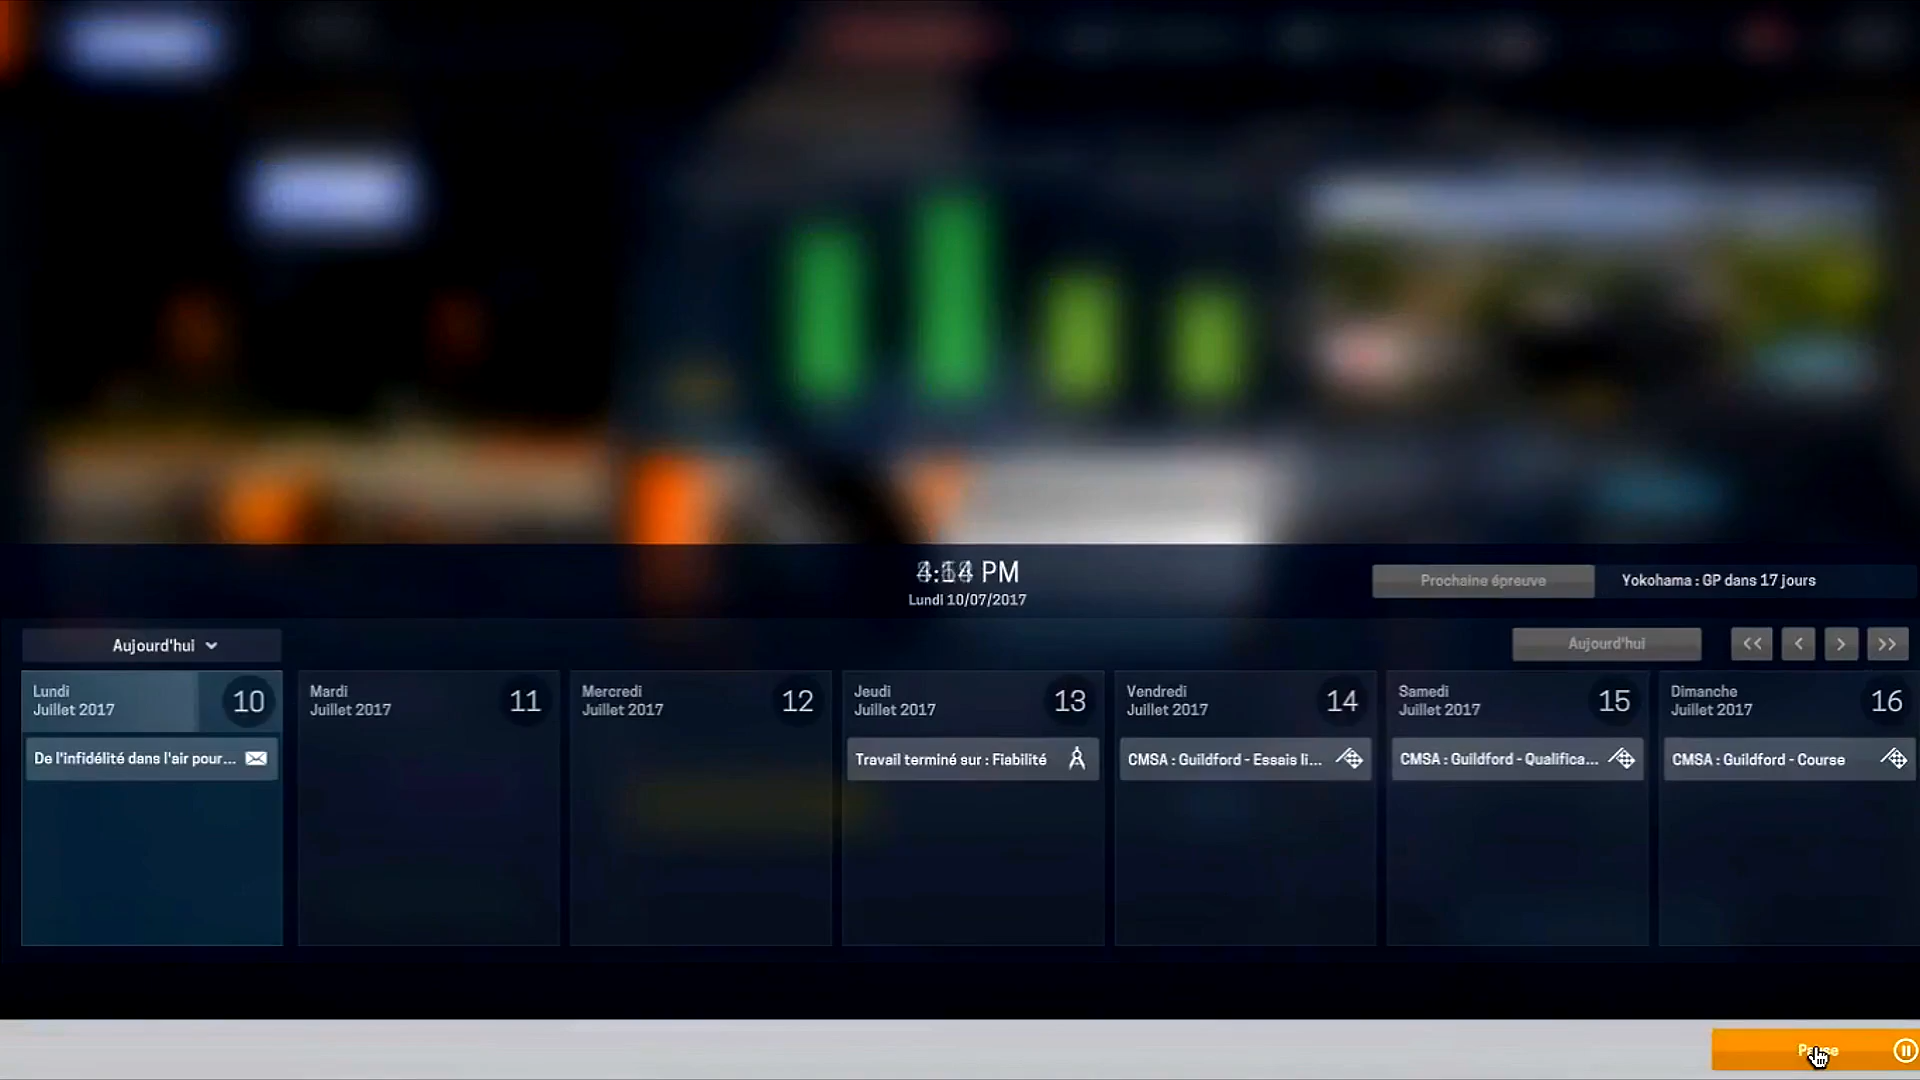 4:14 PM
Lundi 10/07/2017
Prochaine épreuve
Yokohama : GP dans 17 jours
Aujourd'hui
Aujourd'hui
<<
<
>
>>
Lundi
Juillet 2017
10
Mardi
Juillet 2017
11
Mercredi
Juillet 2017
12
Jeudi
Juillet 2017
13
Vendredi
Juillet 2017
14
Samedi
Juillet 2017
15
Dimanche
Juillet 2017
16
De l'infidélité dans l'air pour...
Travail terminé sur : Fiabilité
CMSA : Guildford - Essais li...
CMSA : Guildford - Qualifica...
CMSA : Guildford - Course
Pause